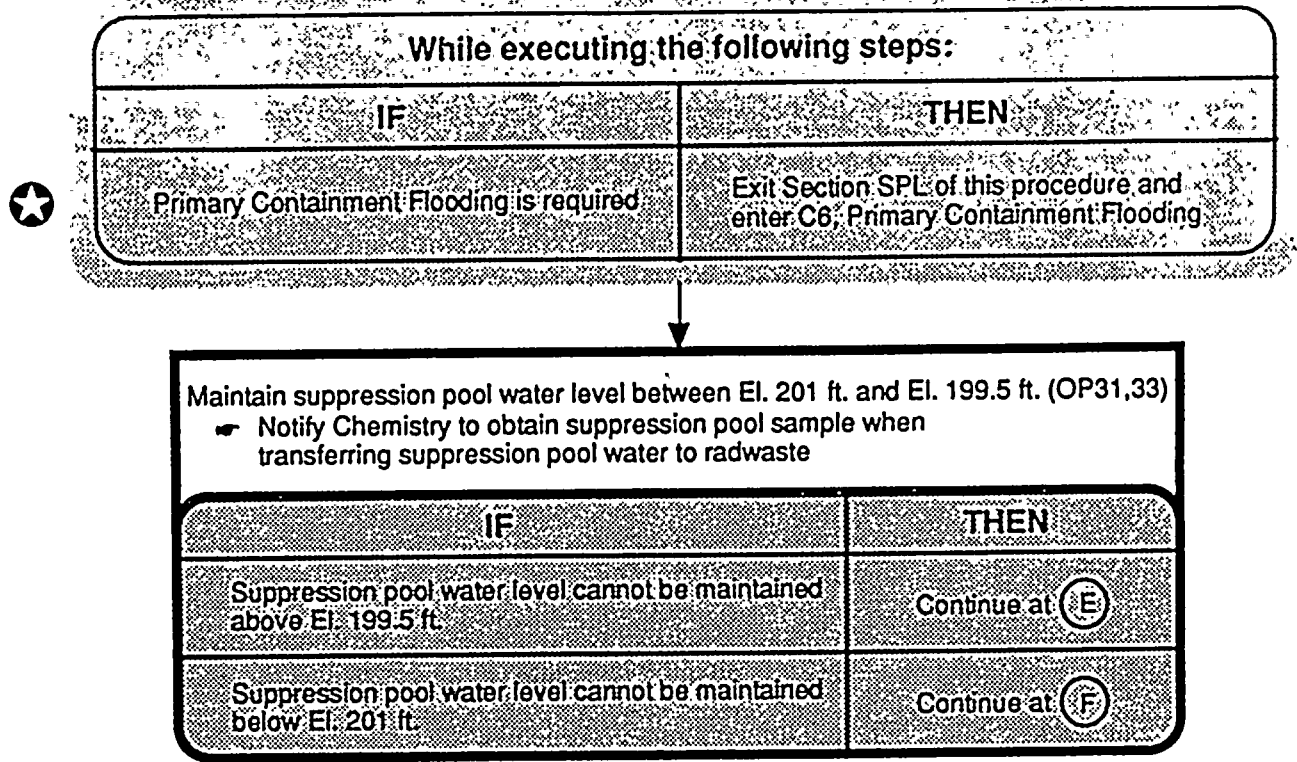 While executing the following steps:
IF THEN
Primary Containment Flooding is required
Exit Section SPL of this procedure and
enter C6, Primary Containment Flooding
Maintain suppression pool water level between El. 201 ft. and El. 199.5 ft. (OP31,33)
☛ Notify Chemistry to obtain suppression pool sample when
transferring suppression pool water to radwaste
IF THEN
Suppression pool water level cannot be maintained
above El. 199.5 ft.
Continue at E
Suppression pool water level cannot be maintained
below El. 201 ft.
Continue at F